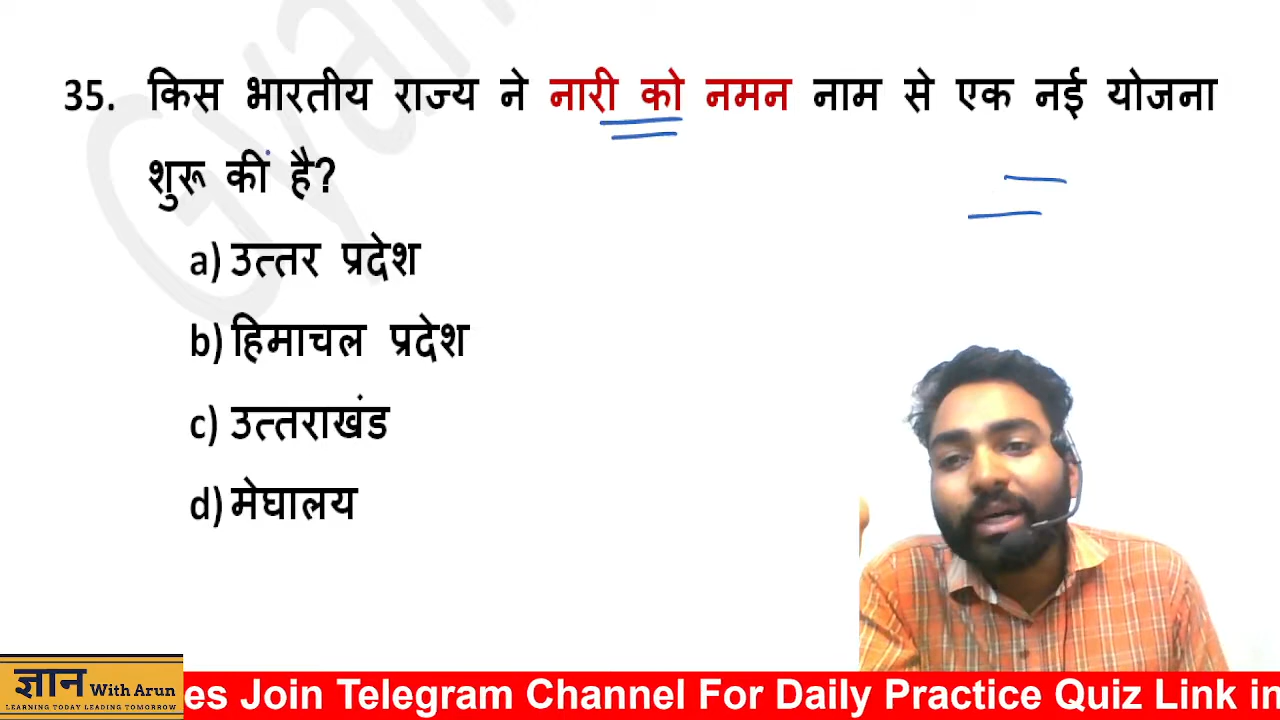 Gyan
35. किस भारतीय राज्य ने नारी को नमन नाम से एक नई योजना
शुरू कीं है?
a) उत्तर प्रदेश
b) हिमाचल प्रदेश
c) उत्तराखंड
d) मेघालय
ज्ञान With Arun
LEARNING TODAY LEADING TOMORROW
es Join Telegram Channel For Daily Practice Quiz Link in